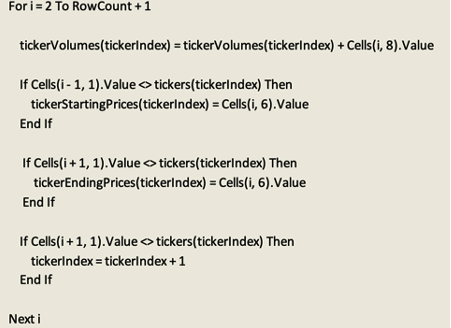 For i = 2 To RowCount + 1
tickerVolumes(tickerIndex) = tickerVolumes(tickerIndex) + Cells(i, 8).Value
If Cells(i - 1, 1).Value <> tickers(tickerIndex) Then
tickerStartingPrices(tickerIndex) = Cells(i, 6).Value
End If
If Cells(i + 1, 1).Value <> tickers(tickerIndex) Then
tickerEndingPrices(tickerIndex) = Cells(i, 6).Value
End If
If Cells(i + 1, 1).Value <> tickers(tickerIndex) Then
tickerIndex = tickerIndex + 1
End If
Next i